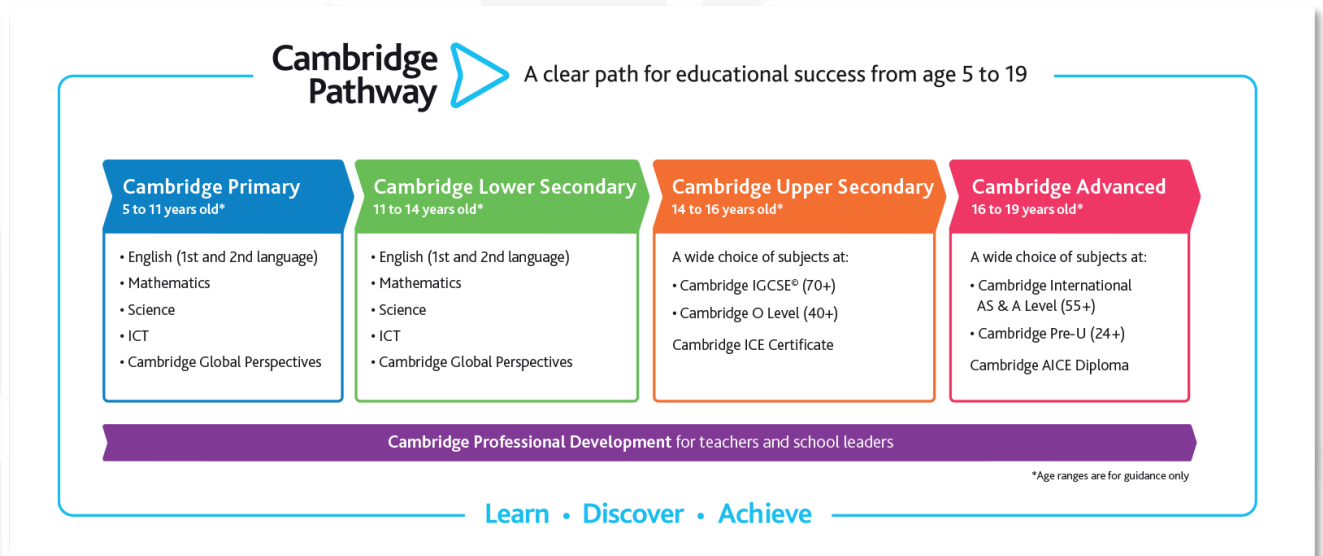 Cambridge
Pathway
A clear path for educational success from age 5 to 19
Cambridge Primary
5 to 11 years old*
• English (1st and 2nd language)
• Mathematics
• Science
• ICT
• Cambridge Global Perspectives
Cambridge Lower Secondary
11 to 14 years old*
• English (1st and 2nd language)
• Mathematics
• Science
• ICT
• Cambridge Global Perspectives
Cambridge Upper Secondary
14 to 16 years old*
A wide choice of subjects at:
• Cambridge IGCSE© (70+)
• Cambridge O Level (40+)
Cambridge ICE Certificate
Cambridge Advanced
16 to 19 years old*
A wide choice of subjects at:
• Cambridge International
AS & A Level (55+)
• Cambridge Pre-U (24+)
Cambridge AICE Diploma
Cambridge Professional Development for teachers and school leaders
*Age ranges are for guidance only
Learn • Discover • Achieve